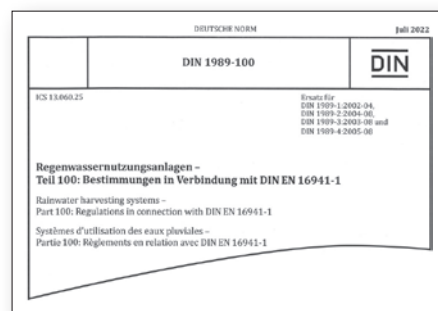 DEUTSCHE NORM
Juli 2022
DIN 1989-100
DIN
ICS 13.060.25
Ersatz für
DIN 1989-1:2002-04,
DIN 1989-2:2004-08,
DIN 1989-3:2003-08 und
DIN 1989-4:2005-08
Regenwassernutzungsanlagen –
Teil 100: Bestimmungen in Verbindung mit DIN EN 16941-1
Rainwater harvesting systems –
Part 100: Regulations in connection with DIN EN 16941-1
Systèmes d'utilisation des eaux pluviales –
Partie 100: Règlements en relation avec DIN EN 16941-1